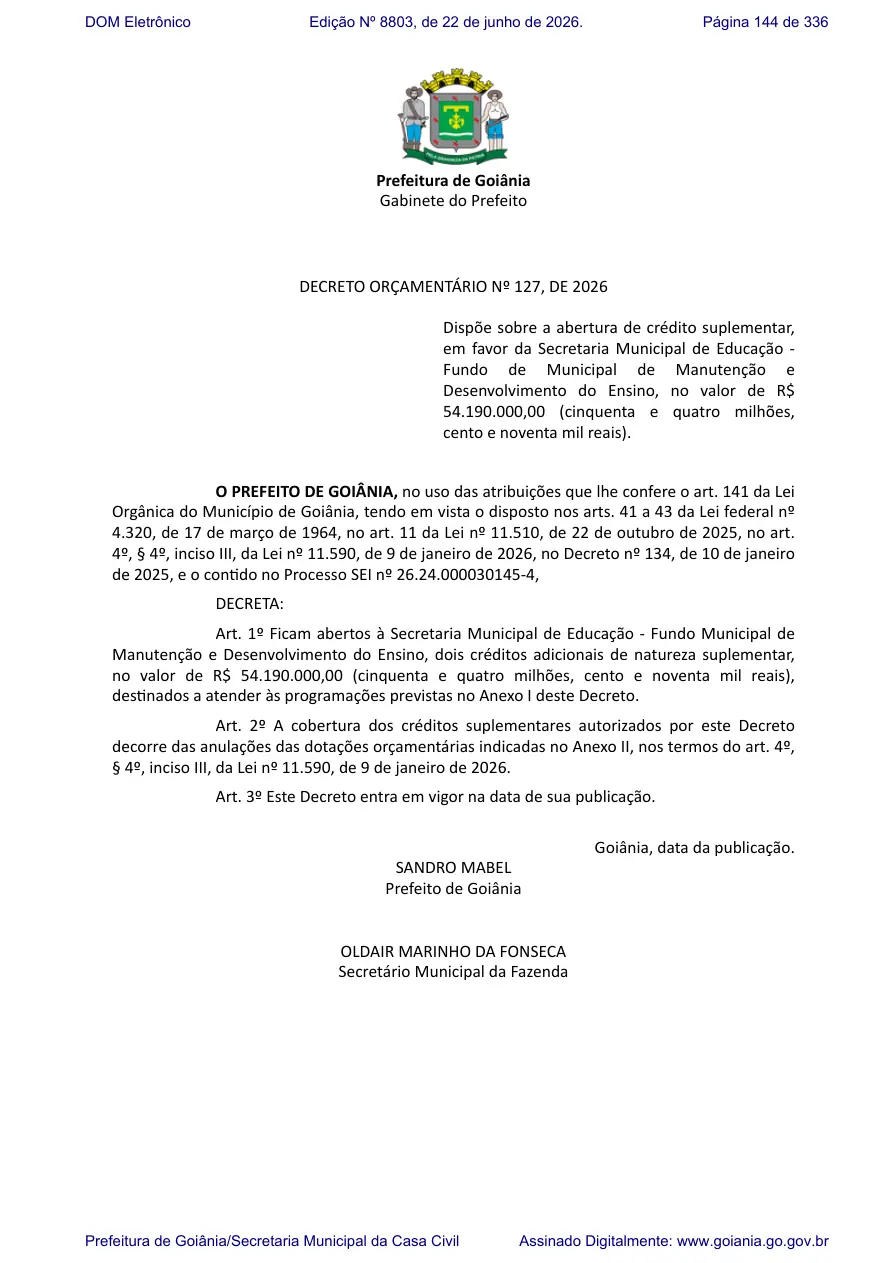 DOM Eletrônico Edição Nº 8803, de 22 de junho de 2026. Página 144 de 336
PELA GRANDEZA DA PÁTRIA
Prefeitura de Goiânia
Gabinete do Prefeito
DECRETO ORÇAMENTÁRIO Nº 127, DE 2026
Dispõe sobre a abertura de crédito suplementar,
em favor da Secretaria Municipal de Educação -
Fundo de Municipal de Manutenção e
Desenvolvimento do Ensino, no valor de R$
54.190.000,00 (cinquenta e quatro milhões,
cento e noventa mil reais).
O PREFEITO DE GOIÂNIA, no uso das atribuições que lhe confere o art. 141 da Lei
Orgânica do Município de Goiânia, tendo em vista o disposto nos arts. 41 a 43 da Lei federal nº
4.320, de 17 de março de 1964, no art. 11 da Lei nº 11.510, de 22 de outubro de 2025, no art.
4º, § 4º, inciso III, da Lei nº 11.590, de 9 de janeiro de 2026, no Decreto nº 134, de 10 de janeiro
de 2025, e o contido no Processo SEI nº 26.24.000030145-4,
DECRETA:
Art. 1º Ficam abertos à Secretaria Municipal de Educação - Fundo Municipal de
Manutenção e Desenvolvimento do Ensino, dois créditos adicionais de natureza suplementar,
no valor de R$ 54.190.000,00 (cinquenta e quatro milhões, cento e noventa mil reais),
destinados a atender às programações previstas no Anexo I deste Decreto.
Art. 2º A cobertura dos créditos suplementares autorizados por este Decreto
decorre das anulações das dotações orçamentárias indicadas no Anexo II, nos termos do art. 4º,
§ 4º, inciso III, da Lei nº 11.590, de 9 de janeiro de 2026.
Art. 3º Este Decreto entra em vigor na data de sua publicação.
Goiânia, data da publicação.
SANDRO MABEL
Prefeito de Goiânia
OLDAIR MARINHO DA FONSECA
Secretário Municipal da Fazenda
Prefeitura de Goiânia/Secretaria Municipal da Casa Civil Assinado Digitalmente: www.goiania.go.gov.br